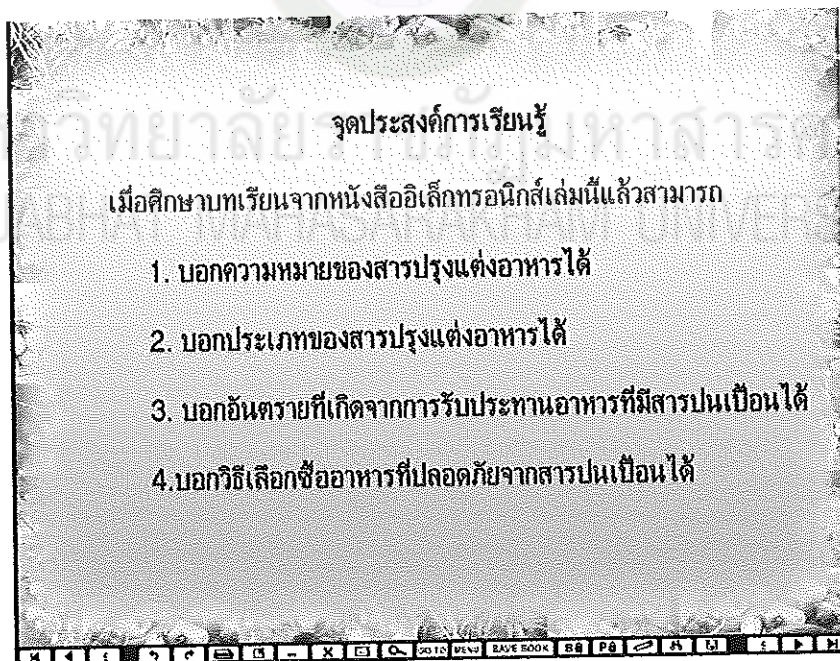 จุดประสงค์การเรียนรู้
เมื่อศึกษาบทเรียนจากหนังสืออิเล็กทรอนิกส์เล่มนี้แล้วสามารถ
1. บอกความหมายของสารปรุงแต่งอาหารได้
2. บอกประเภทของสารปรุงแต่งอาหารได้
3. บอกอันตรายที่เกิดจากการรับประทานอาหารที่มีสารปนเปื้อนได้
4.บอกวิธีเลือกซื้ออาหารที่ปลอดภัยจากสารปนเปื้อนได้
GO TO MENU SAVE BOOK